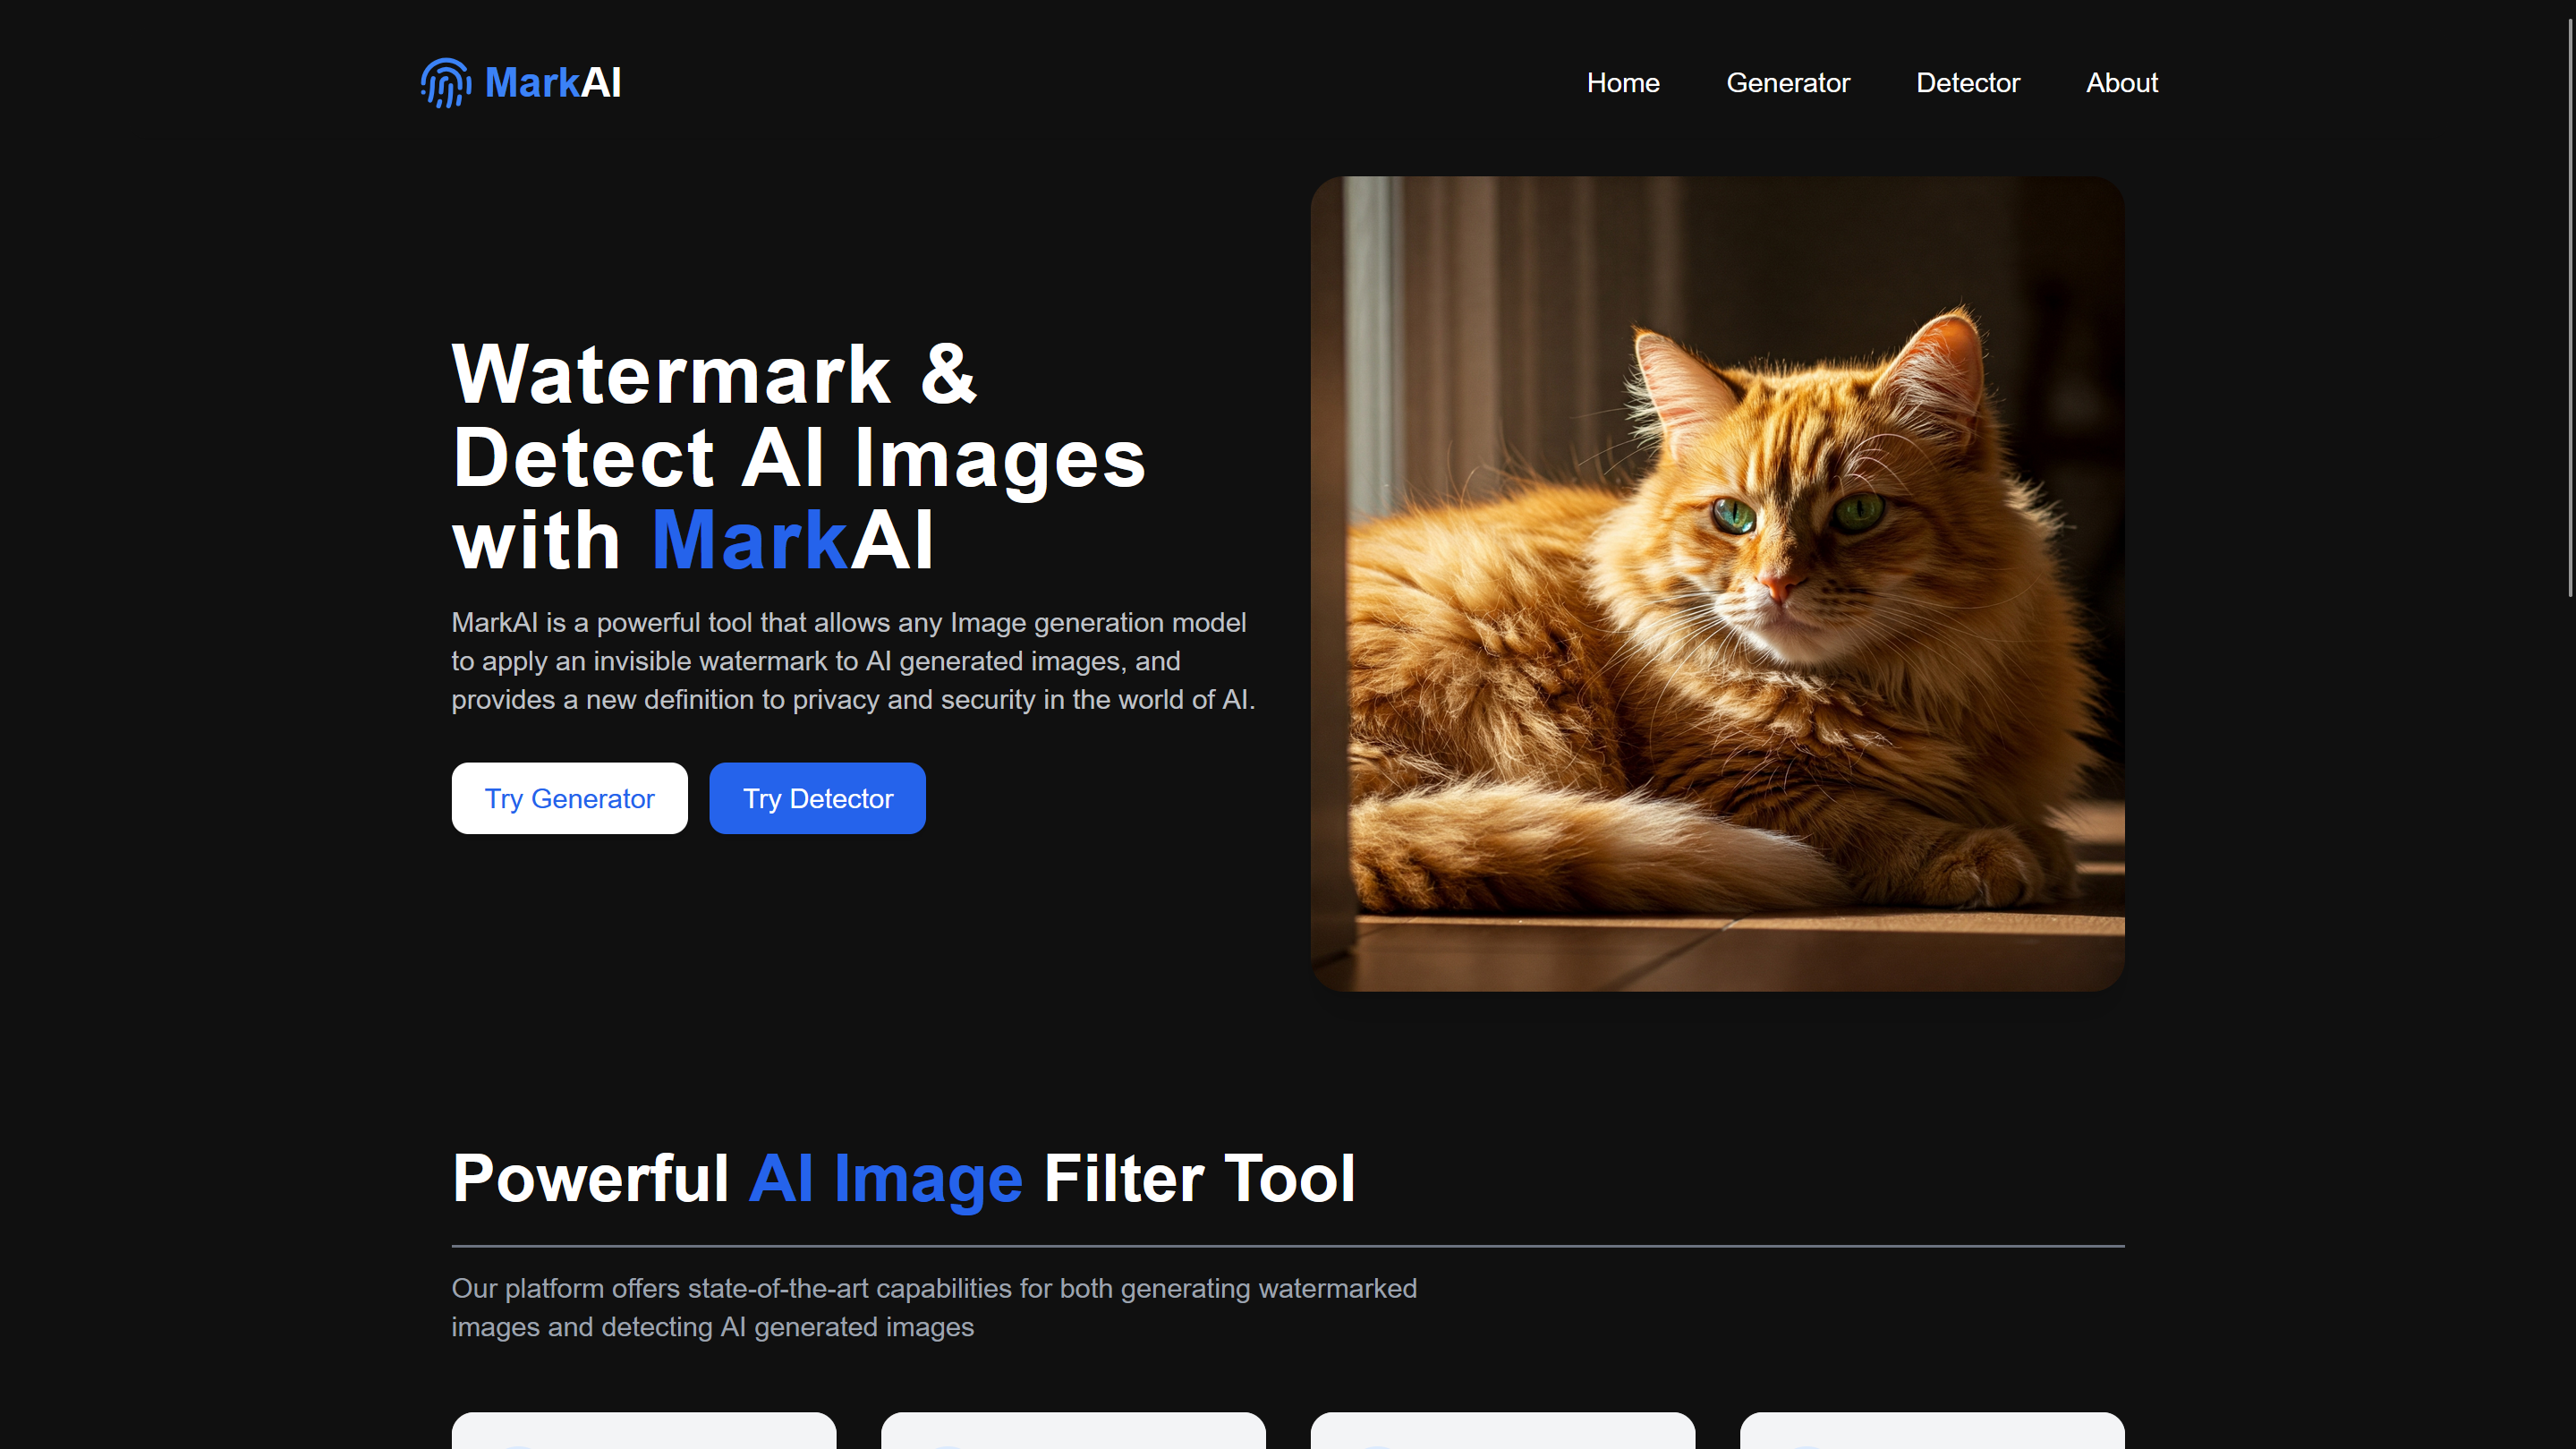 MarkAI
Home
Generator
Detector
About
Watermark &
Detect AI Images
with MarkAI
MarkAI is a powerful tool that allows any Image generation model
to apply an invisible watermark to AI generated images, and
provides a new definition to privacy and security in the world of AI.
Try Generator
Try Detector
Powerful AI Image Filter Tool
Our platform offers state-of-the-art capabilities for both generating watermarked
images and detecting AI generated images